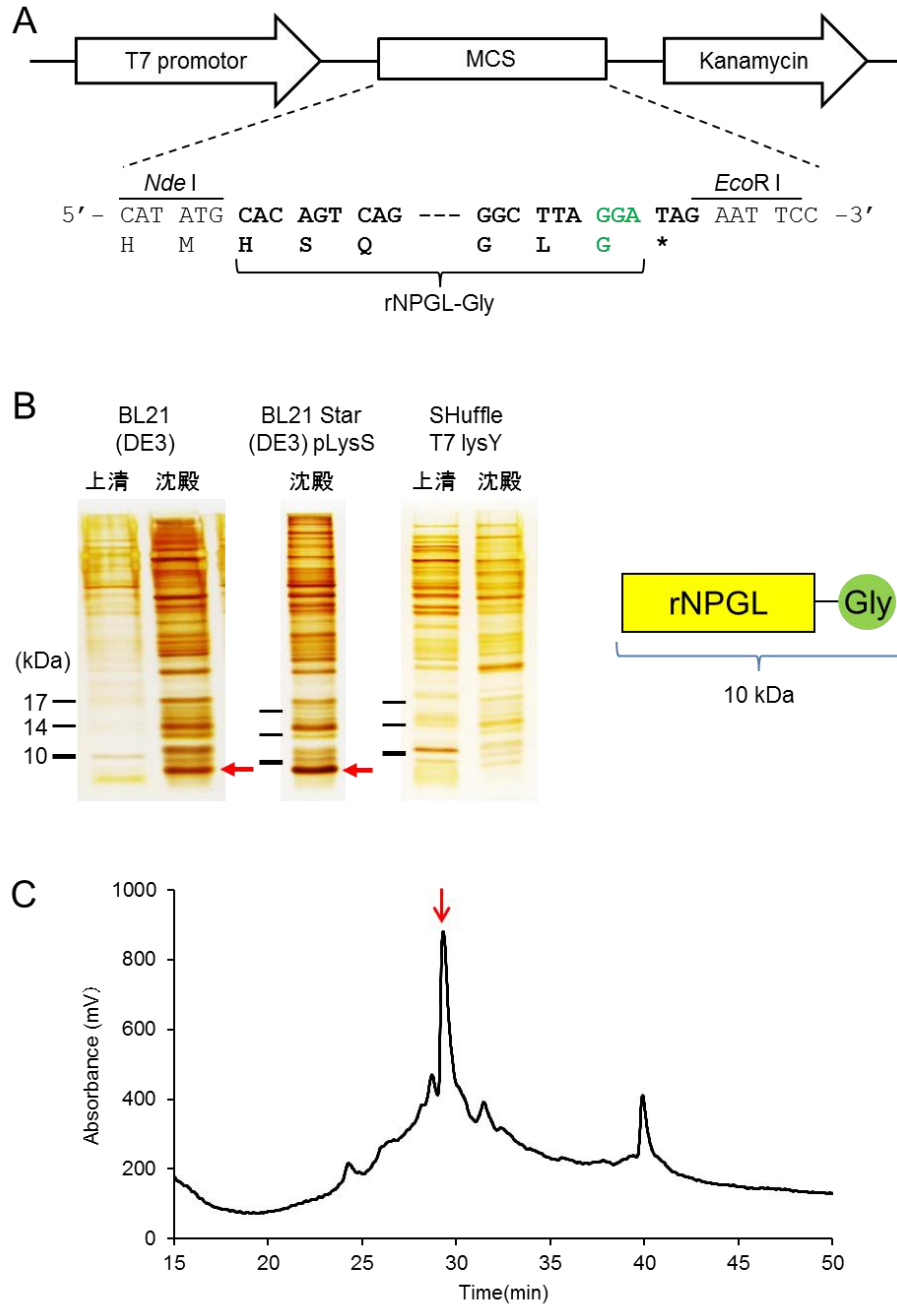 A
T7 promotor
MCS
Kanamycin
Nde I
EcoR I
5’- CAT ATG CAC AGT CAG --- GGC TTA GGA TAG AAT TCC -3’
H M H S Q G L G *
rNPGL-Gly
B
BL21
(DE3)
BL21 Star
(DE3) pLysS
SHuffle
T7 lysY
上清 沈殿
沈殿
上清 沈殿
(kDa)
17
14
10
rNPGL
Gly
10 kDa
C
1000
800
600
400
200
0
Absorbance (mV)
15 20 25 30 35 40 45 50
Time(min)